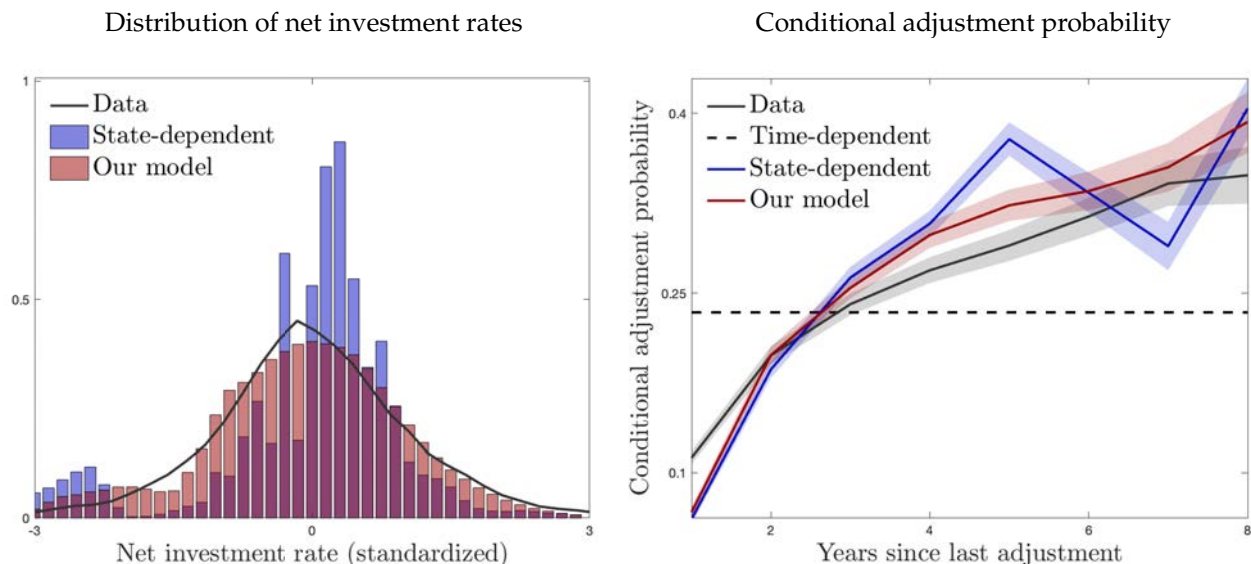 Distribution of net investment rates
1
Data
State-dependent
Our model
0.5
0
-3
0
3
Net investment rate (standardized)
Conditional adjustment probability
Conditional adjustment probability
0.4
0.25
0.1
Data
Time-dependent
State-dependent
Our model
2
4
6
8
Years since last adjustment